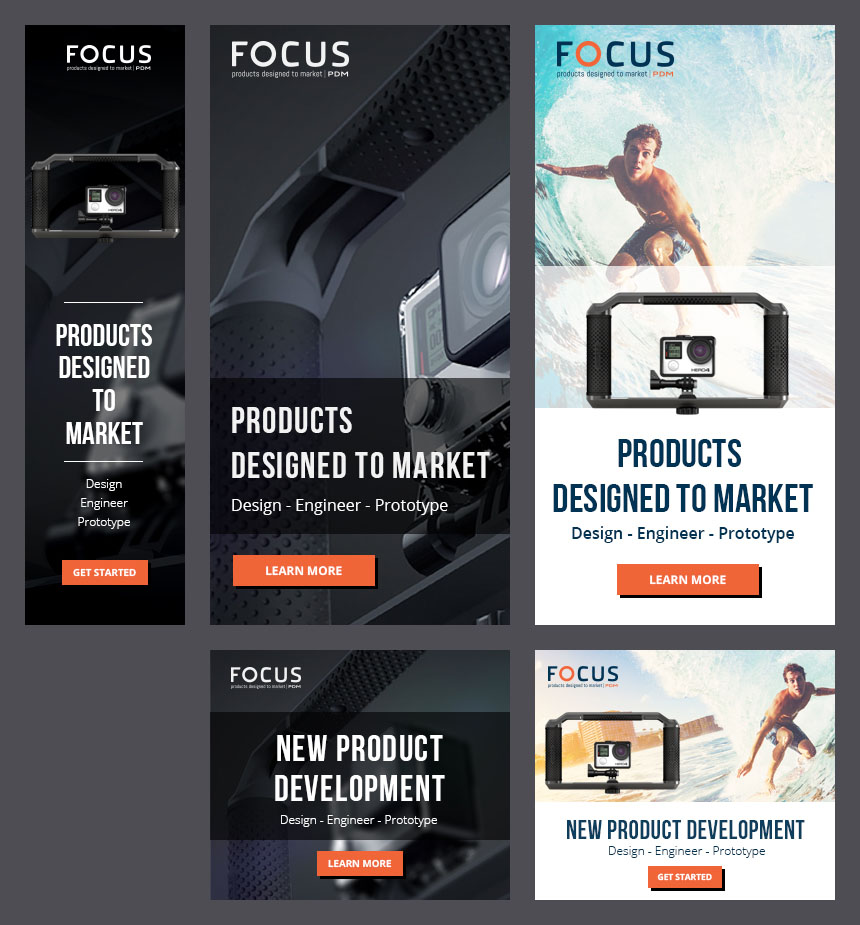 FOCUS
products designed to market | PDM
HERO4
PRODUCTS
DESIGNED
TO
MARKET
Design
Engineer
Prototype
GET STARTED
FOCUS
products designed to market | PDM
PRODUCTS
DESIGNED TO MARKET
Design - Engineer - Prototype
LEARN MORE
FOCUS
products designed to market | PDM
HERO4
PRODUCTS
DESIGNED TO MARKET
Design - Engineer - Prototype
LEARN MORE
FOCUS
products designed to market | PDM
NEW PRODUCT
DEVELOPMENT
Design - Engineer - Prototype
LEARN MORE
FOCUS
products designed to market | PDM
HERO4
NEW PRODUCT DEVELOPMENT
Design - Engineer - Prototype
GET STARTED